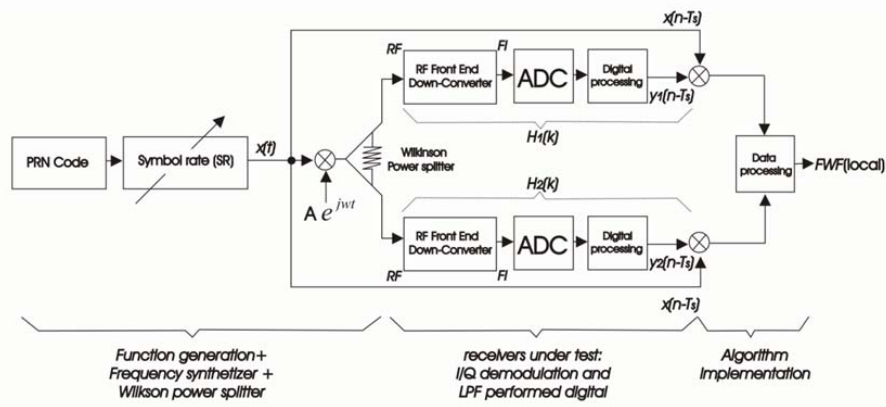 x(n-Ts)
RF
FI
RF Front End
Down-Converter
ADC
Digital
processing
y1(n-Ts)
H1(k)
PRN Code
Symbol rate (SR)
x(t)
Wilkinson
Power splitter
A e^jwt
Data
processing
FWF(local)
H2(k)
RF Front End
Down-Converter
ADC
Digital
processing
RF
FI
y2(n-Ts)
x(n-Ts)
Function generation+
Frequency synthetizer +
Wilkson power splitter
receivers under test:
I/Q demodulation and
LPF performed digital
Algorithm
Implementation